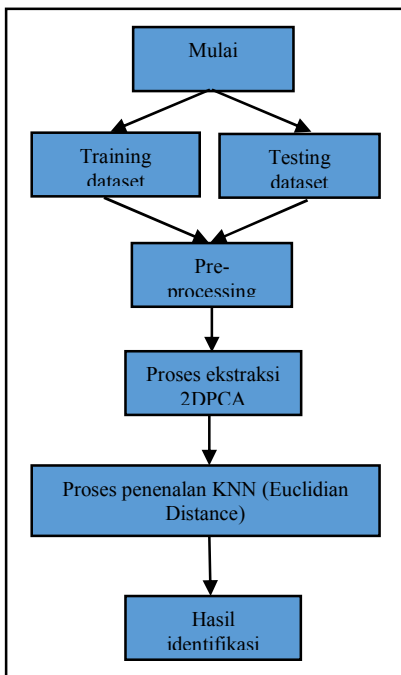 Mulai
Training
dataset
Testing
dataset
Pre-
processing
Proses ekstraksi
2DPCA
Proses penenalan KNN (Euclidian
Distance)
Hasil
identifikasi